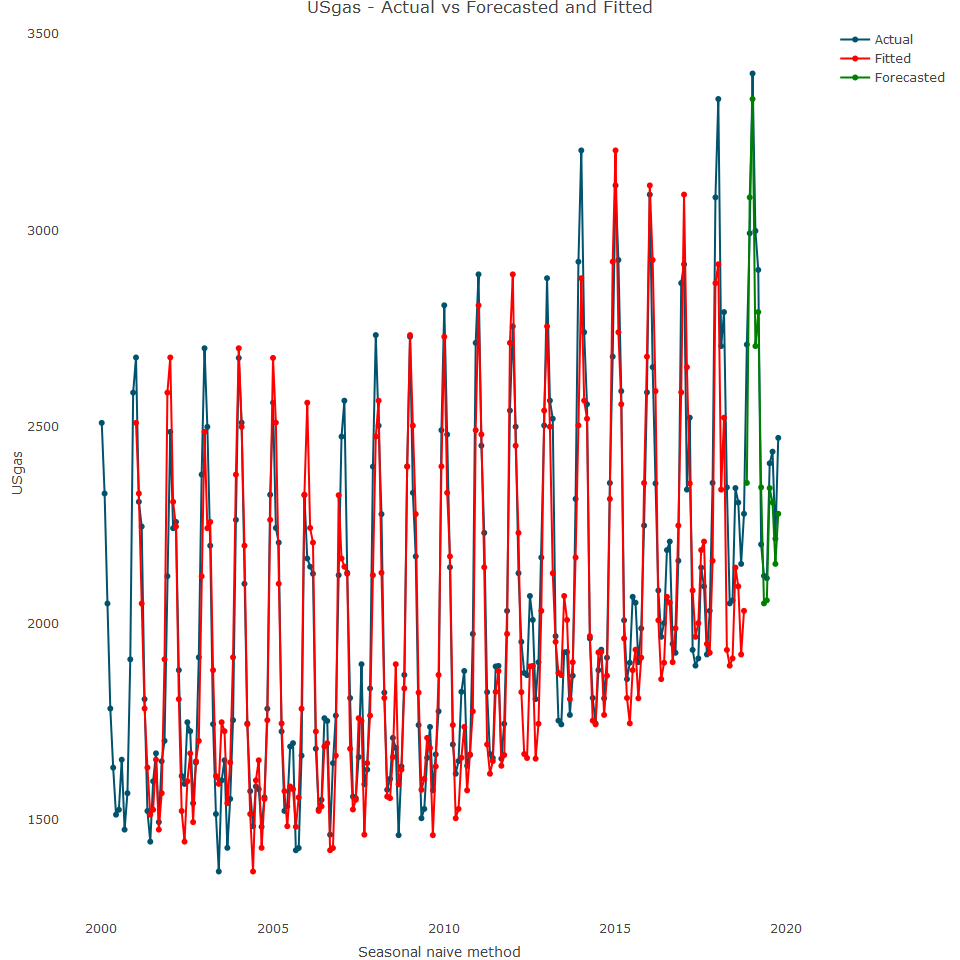 USgas - Actual vs Forecasted and Fitted
Actual
Fitted
Forecasted
3500
3000
2500
2000
1500
USgas
2000
2005
2010
2015
2020
Seasonal naive method